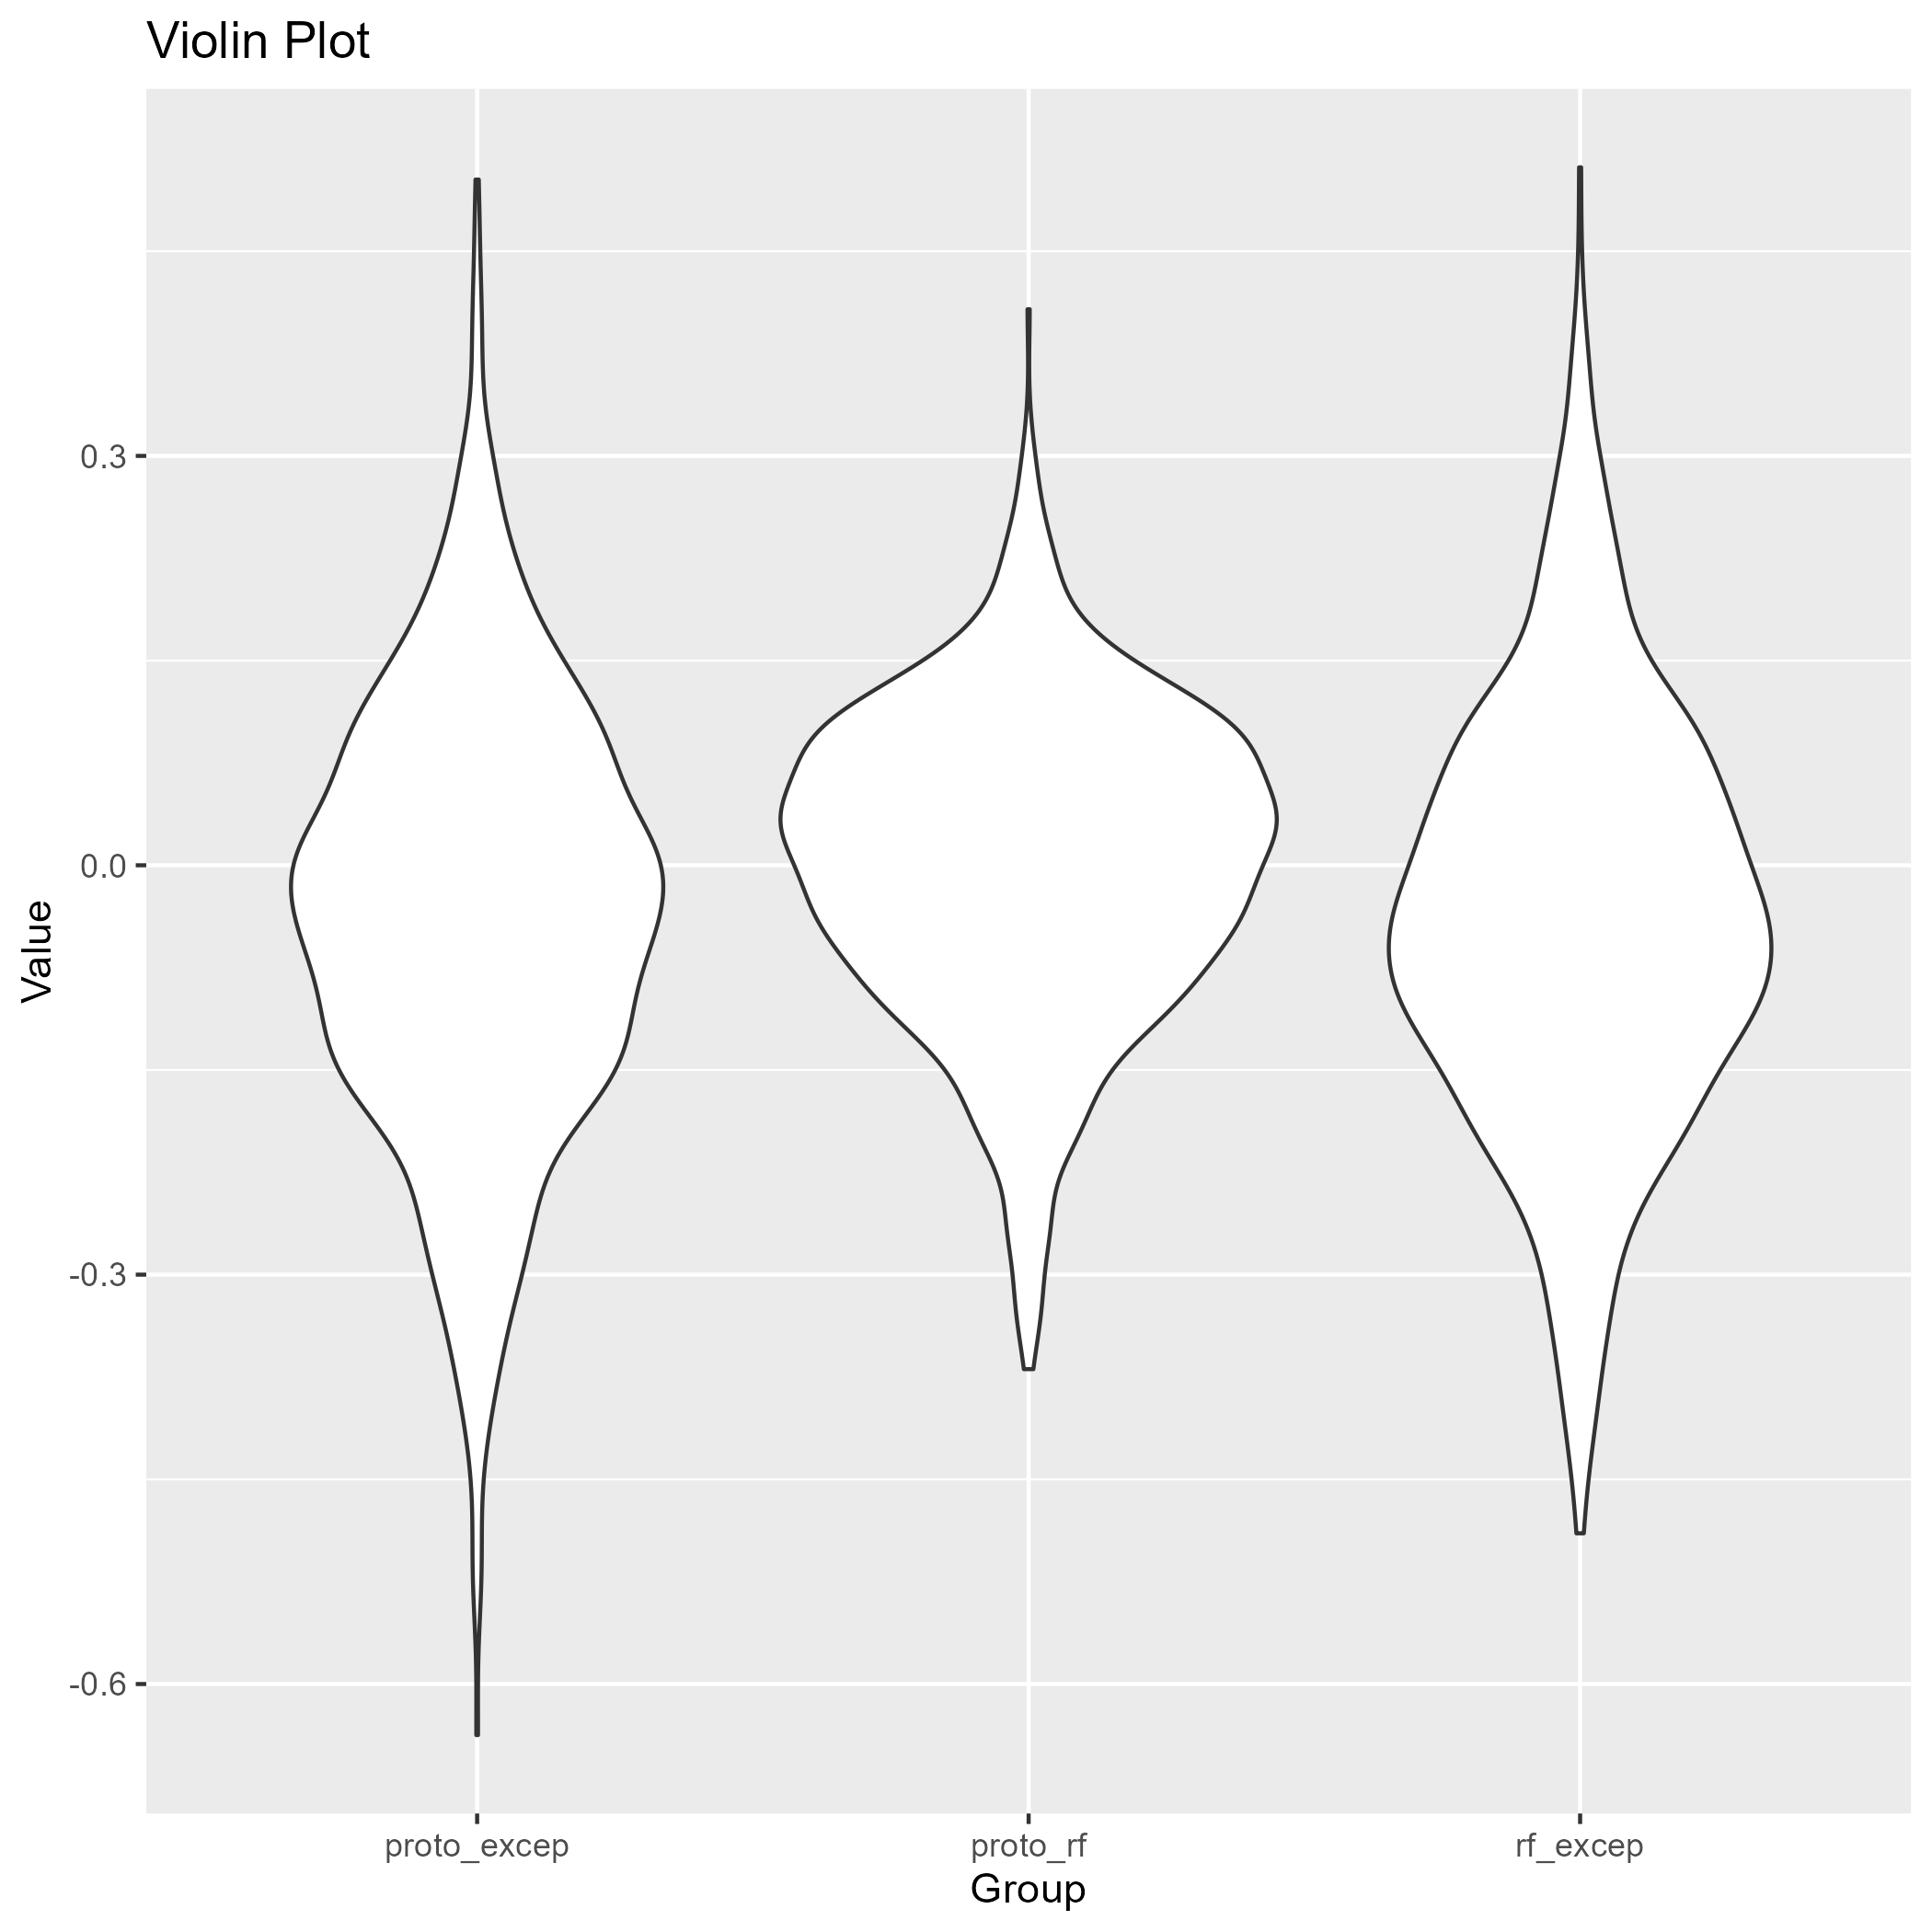 Violin Plot
0.3
0.0
-0.3
-0.6
Value
proto_excep
proto_rf
rf_excep
Group